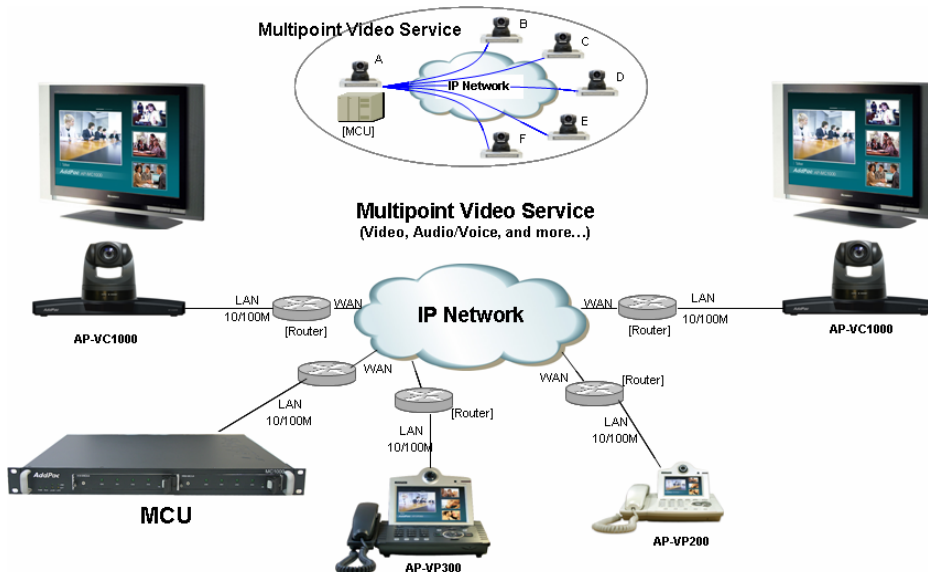 Multipoint Video Service
A
B
C
D
E
F
IP Network
[MCU]
Multipoint Video Service
(Video, Audio/Voice, and more...)
LAN
10/100M
WAN
[Router]
AP-VC1000
IP Network
WAN
LAN
10/100M
[Router]
AP-VC1000
WAN
LAN
10/100M
[Router]
LAN
10/100M
WAN
[Router]
LAN
10/100M
AddPac
MCU
AP-VP300
AP-VP200